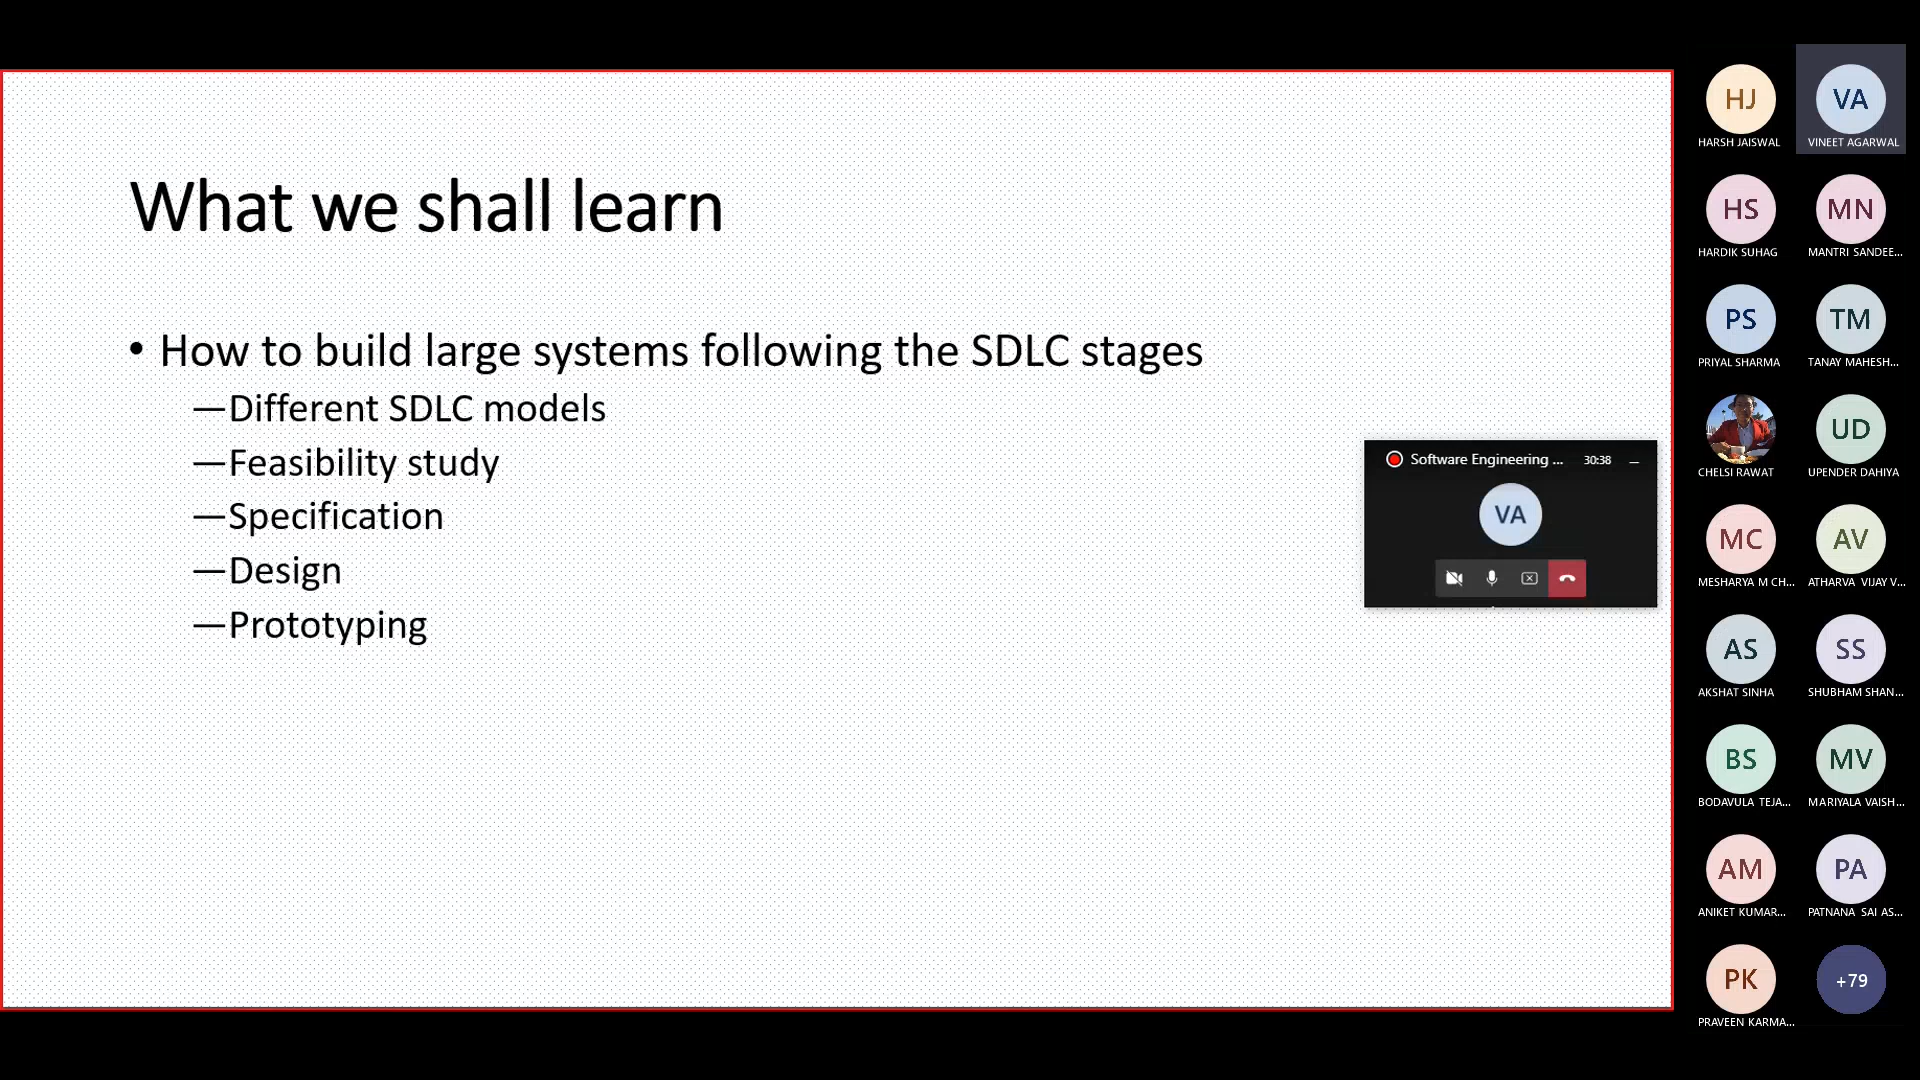 What we shall learn
• How to build large systems following the SDLC stages
—Different SDLC models
—Feasibility study
—Specification
—Design
—Prototyping
Software Engineering ... 30:38
VA
HJ
HARSH JAISWAL
VA
VINEET AGARWAL
HS
HARDIK SUHAG
MN
MANTRI SANDEE...
PS
PRIYAL SHARMA
TM
TANAY MAHESH...
CHELSI RAWAT
UD
UPENDER DAHIYA
MC
MESHARYA M CH...
AV
ATHARVA VIJAY V...
AS
AKSHAT SINHA
SS
SHUBHAM SHAN...
BS
BODAVULA TEJA...
MV
MARIYALA VAISH...
AM
ANIKET KUMAR...
PA
PATNANA SAI AS...
PK
PRAVEEN KARMA...
+79